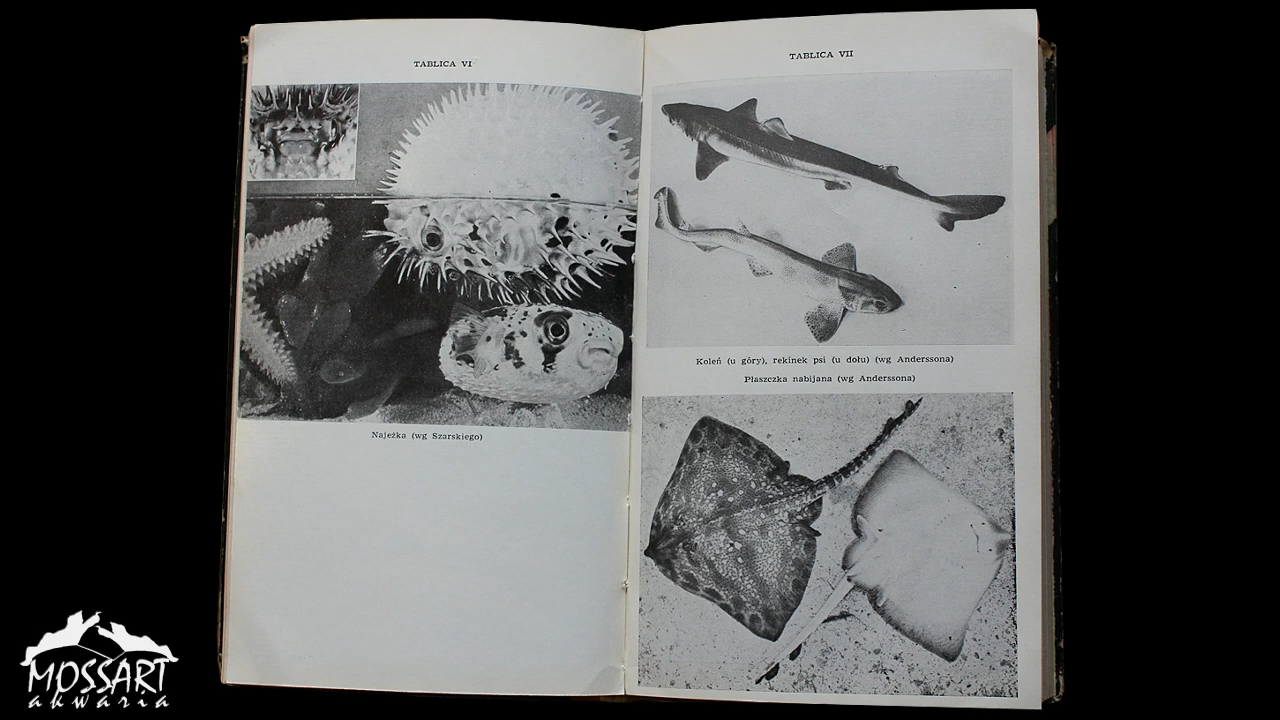 TABLICA VI
Najeżka (wg Szarskiego)
TABLICA VII
Koleń (u góry), rekinek psi (u dołu) (wg Anderssona)
Płaszczka nabijana (wg Anderssona)
MOSSART
akwaria